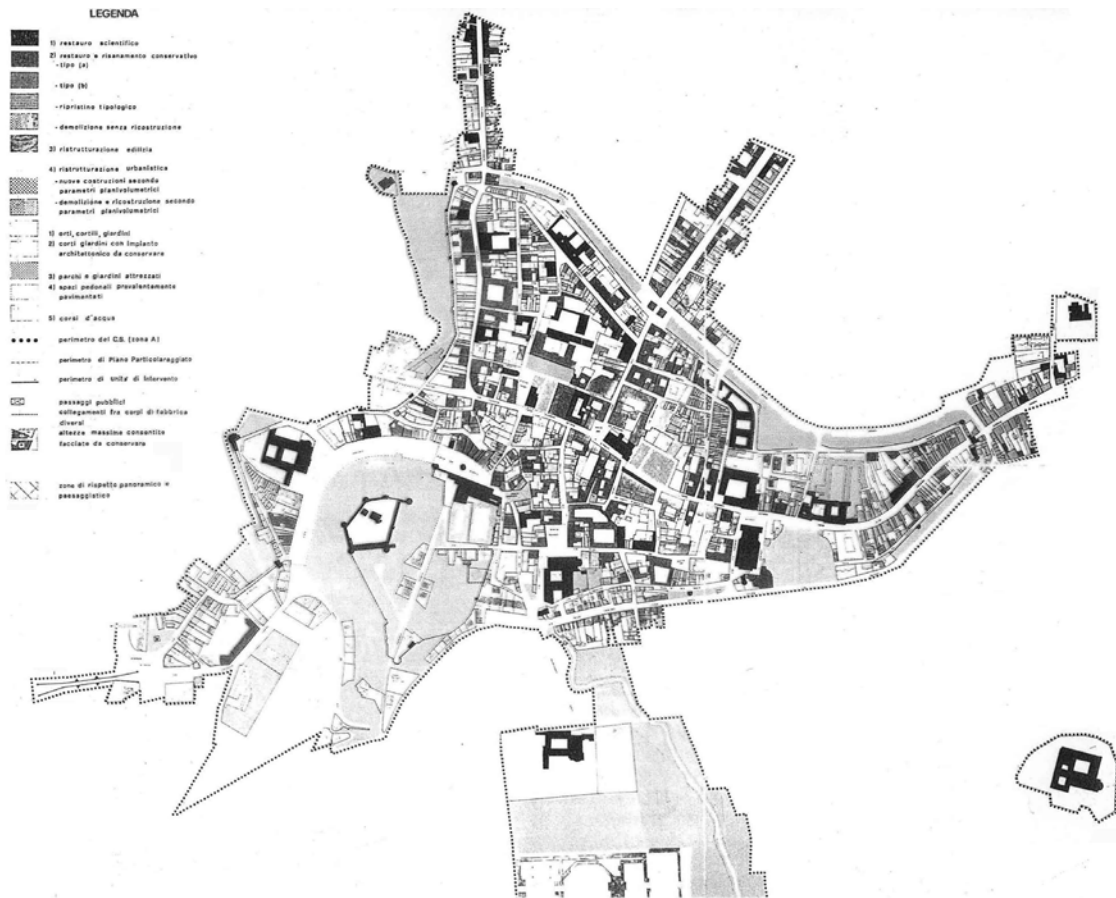 LEGENDA
1) restauro scientifico
2) restauro e risanamento conservativo
- tipo (a)
- tipo (b)
- ripristino tipologico
- demolizione senza ricostruzione
3) ristrutturazione edilizia
4) ristrutturazione urbanistica
- nuove costruzioni secondo
parametri planivolumetrici
- demolizione e ricostruzione secondo
parametri planivolumetrici
1) orti, cortili, giardini
2) corti giardini con impianto
architettonico da conservare
3) parchi e giardini attrezzati
4) spazi pedonali prevalentemente
pavimentati
5) corsi d'acqua
perimetro del C.S. (zona A)
perimetro di Piano Particolareggiato
perimetro di unità di intervento
passaggi pubblici
collegamenti fra corpi di fabbrica
diversi
altezze massime consentite
facciate da conservare
zone di rispetto panoramico e
paesaggistico